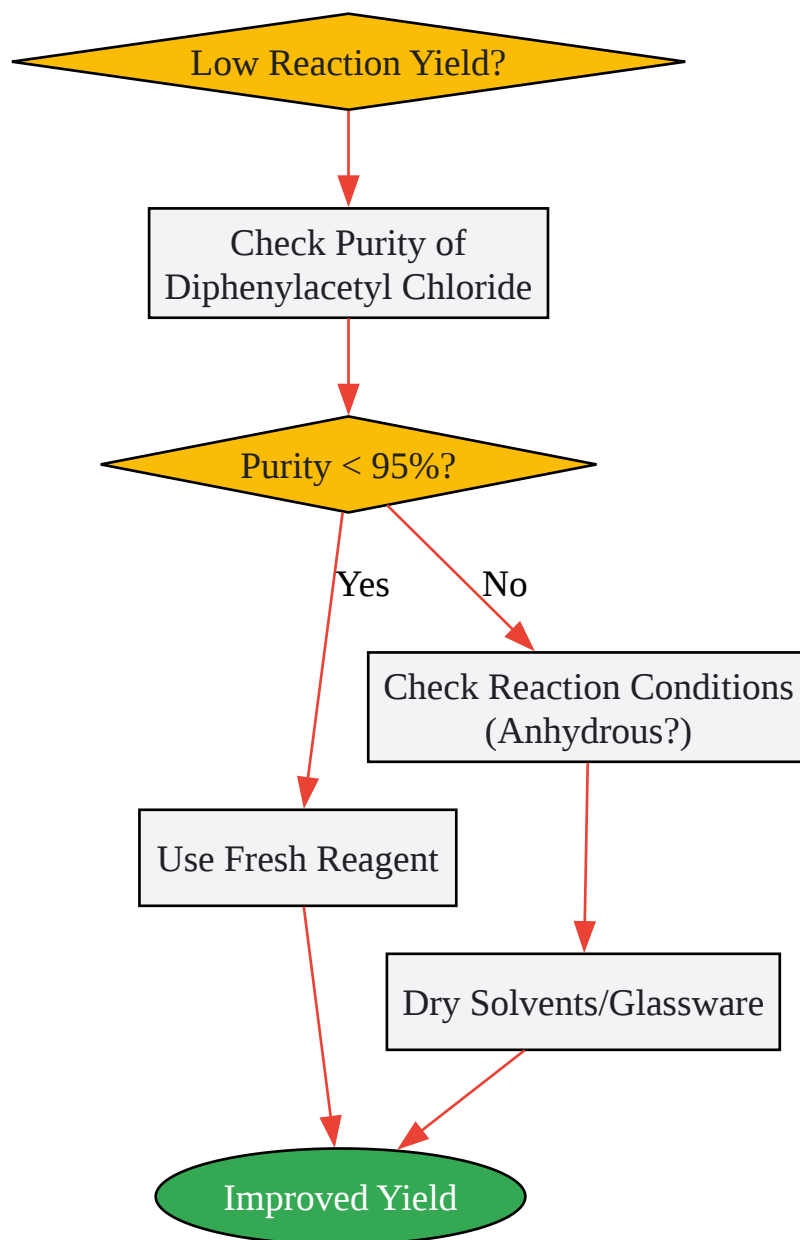 Low Reaction Yield?
Check Purity of
Diphenylacetyl Chloride
Purity < 95%?
Yes
No
Check Reaction Conditions
(Anhydrous?)
Use Fresh Reagent
Dry Solvents/Glassware
Improved Yield